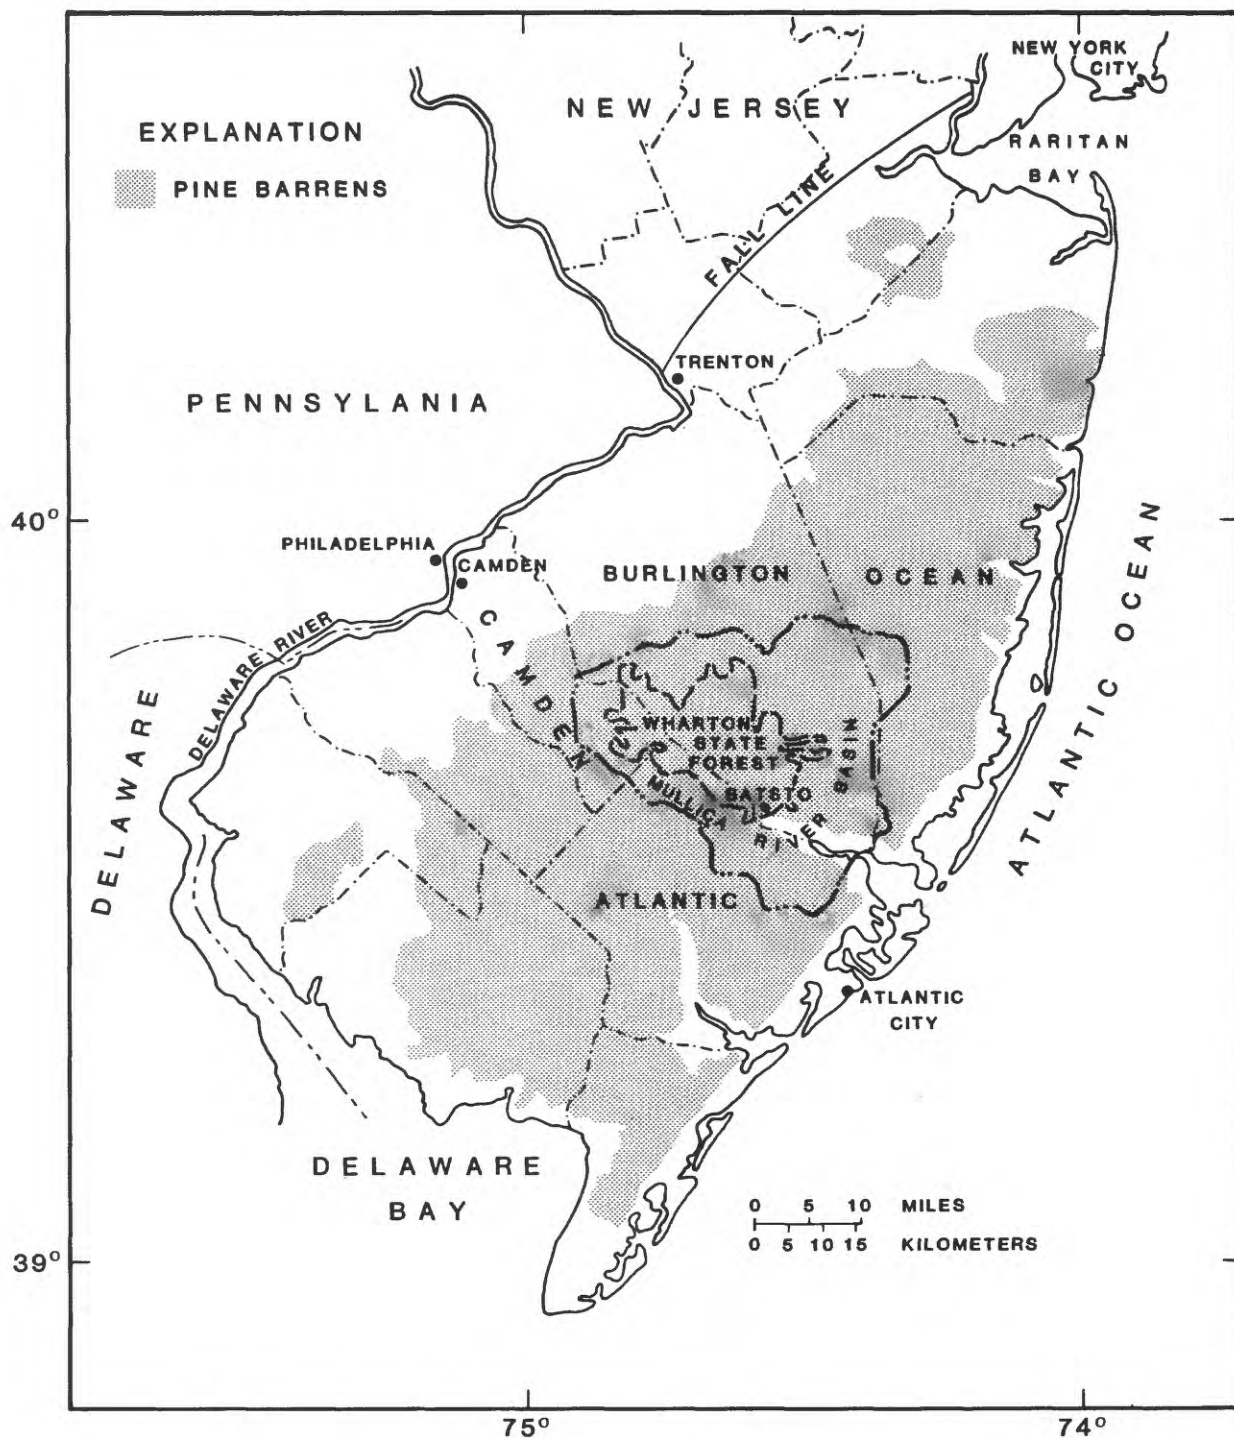 NEW YORK
CITY
NEW JERSEY
EXPLANATION
PINE BARRENS
RARITAN
BAY
FALL LINE
TRENTON
PENNSYLANIA
40°
PHILADELPHIA
CAMDEN
BURLINGTON
OCEAN
ATLANTIC OCEAN
CAMDEN
DELAWARE RIVER
DELAWARE
WHARTON
STATE
FOREST
BATSTO
MULLICA RIVER BASIN
ATLANTIC
ATLANTIC
CITY
DELAWARE
BAY
0 5 10 MILES
0 5 10 15 KILOMETERS
39°
75°
74°